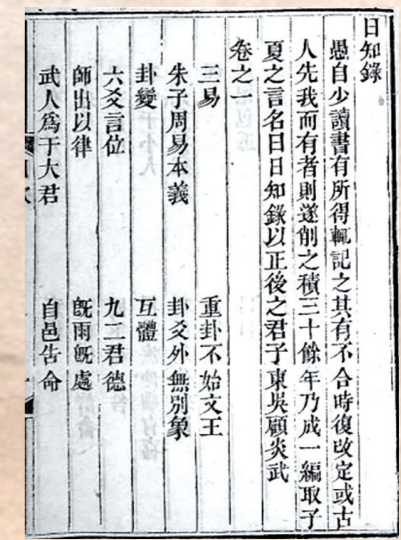 日知錄
愚自少讀書有所得輒記之其有不合時復改定或古
人先我而有者則遂削之積三十餘年乃成一編取子
夏之言名曰日知錄以正後之君子東吳顧炎武
卷之一
三易 重卦不始文王
朱子周易本義 卦爻外無別象
卦變 互體
六爻言位 九二君德
師出以律 旣雨旣處
武人爲于大君 自邑告命